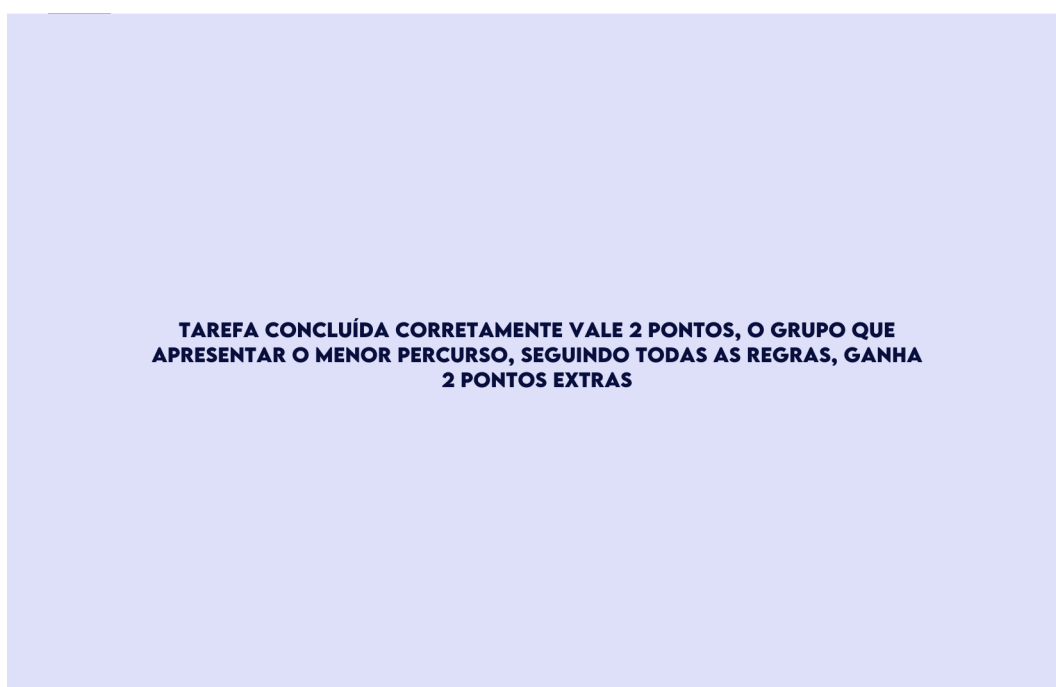 TAREFA CONCLUÍDA CORRETAMENTE VALE 2 PONTOS, O GRUPO QUE
APRESENTAR O MENOR PERCURSO, SEGUINDO TODAS AS REGRAS, GANHA
2 PONTOS EXTRAS